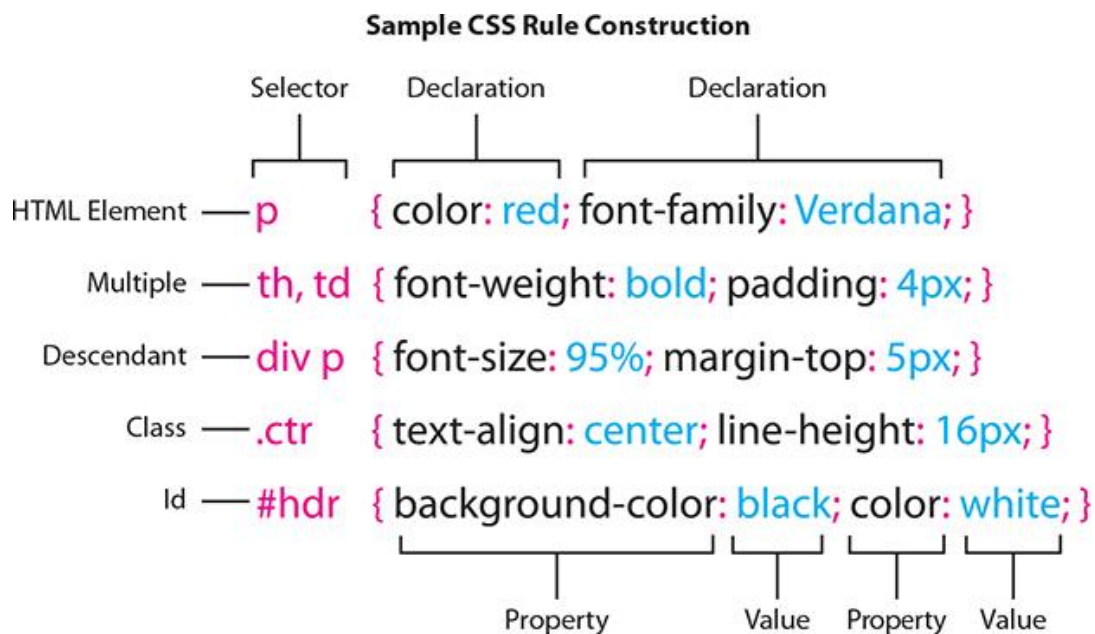 Sample CSS Rule Construction
Selector Declaration Declaration
HTML Element p { color: red; font-family: Verdana; }
Multiple th, td { font-weight: bold; padding: 4px; }
Descendant div p { font-size: 95%; margin-top: 5px; }
Class .ctr { text-align: center; line-height: 16px; }
Id #hdr { background-color: black; color: white; }
Property Value Property Value